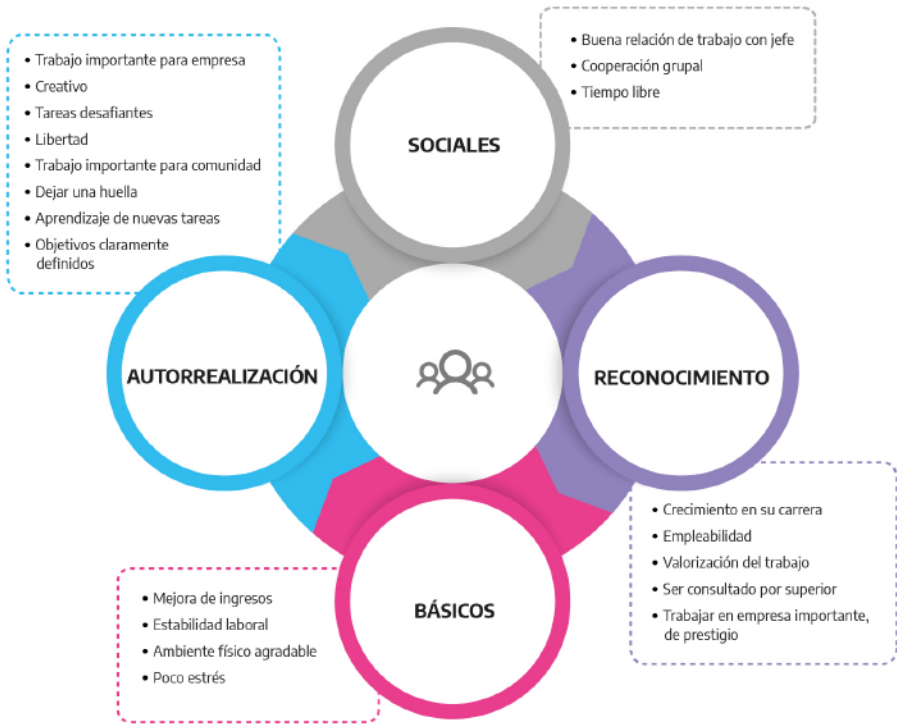 • Trabajo importante para empresa
• Creativo
• Tareas desafiantes
• Libertad
• Trabajo importante para comunidad
• Dejar una huella
• Aprendizaje de nuevas tareas
• Objetivos claramente
definidos
SOCIALES
• Buena relación de trabajo con jefe
• Cooperación grupal
• Tiempo libre
AUTORREALIZACIÓN
RECONOCIMIENTO
• Crecimiento en su carrera
• Empleabilidad
• Valorización del trabajo
• Ser consultado por superior
• Trabajar en empresa importante,
de prestigio
BÁSICOS
• Mejora de ingresos
• Estabilidad laboral
• Ambiente físico agradable
• Poco estrés